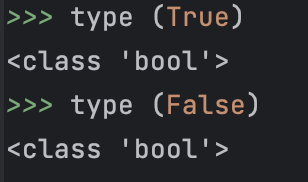 >>> type (True)
<class 'bool'>
>>> type (False)
<class 'bool'>